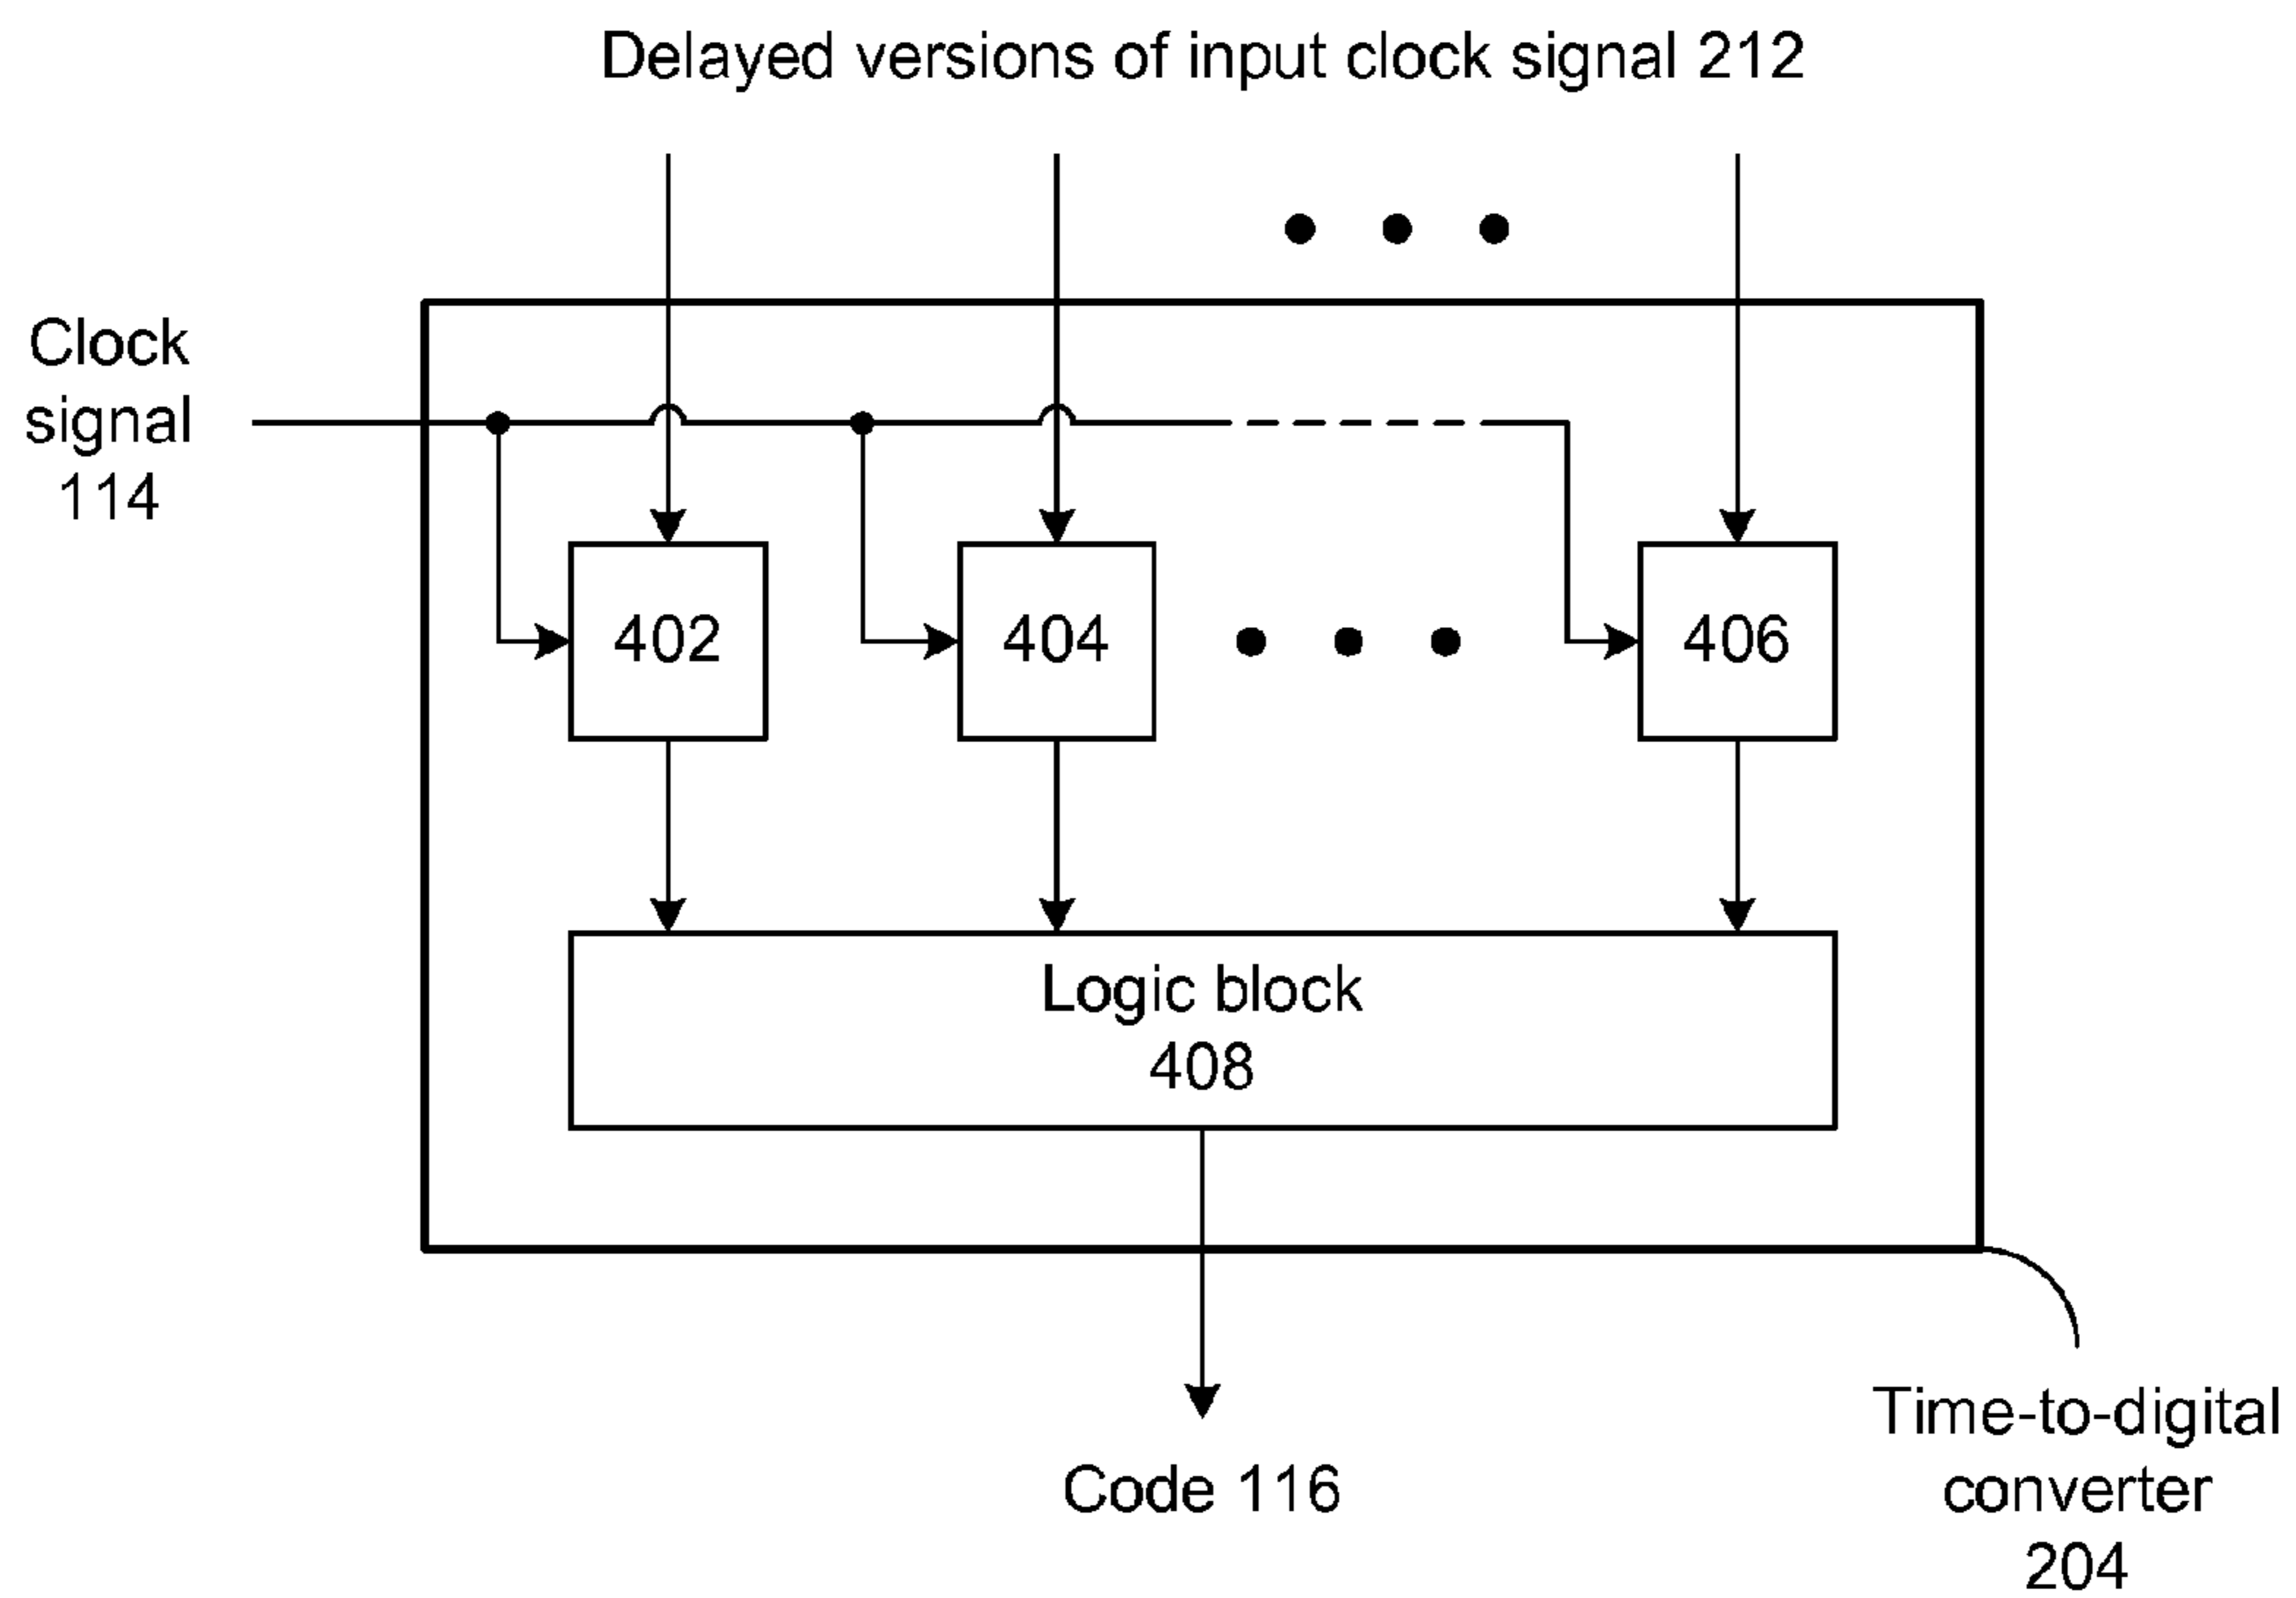 Delayed versions of input clock signal 212
Clock
signal
114
402
404
406
Logic block
408
Code 116
Time-to-digital
converter
204